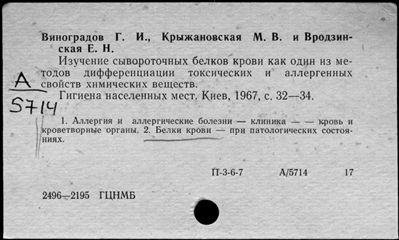 Виноградов Г. И., Крыжановская М. В. и Вродзин-
ская Е. Н.
Изучение сывороточных белков крови как один из ме-
тодов дифференциации токсических и аллергенных
свойств химических веществ.
Гигиена населенных мест. Киев, 1967, с. 32—34.
А
5714
1. Аллергия и аллергические болезни — клиника — — кровь и
кроветворные органы. 2. Белки крови — при патологических состоя-
ниях.
П-3-6-7 А/5714 17
2496—2195 ГЦНМБ